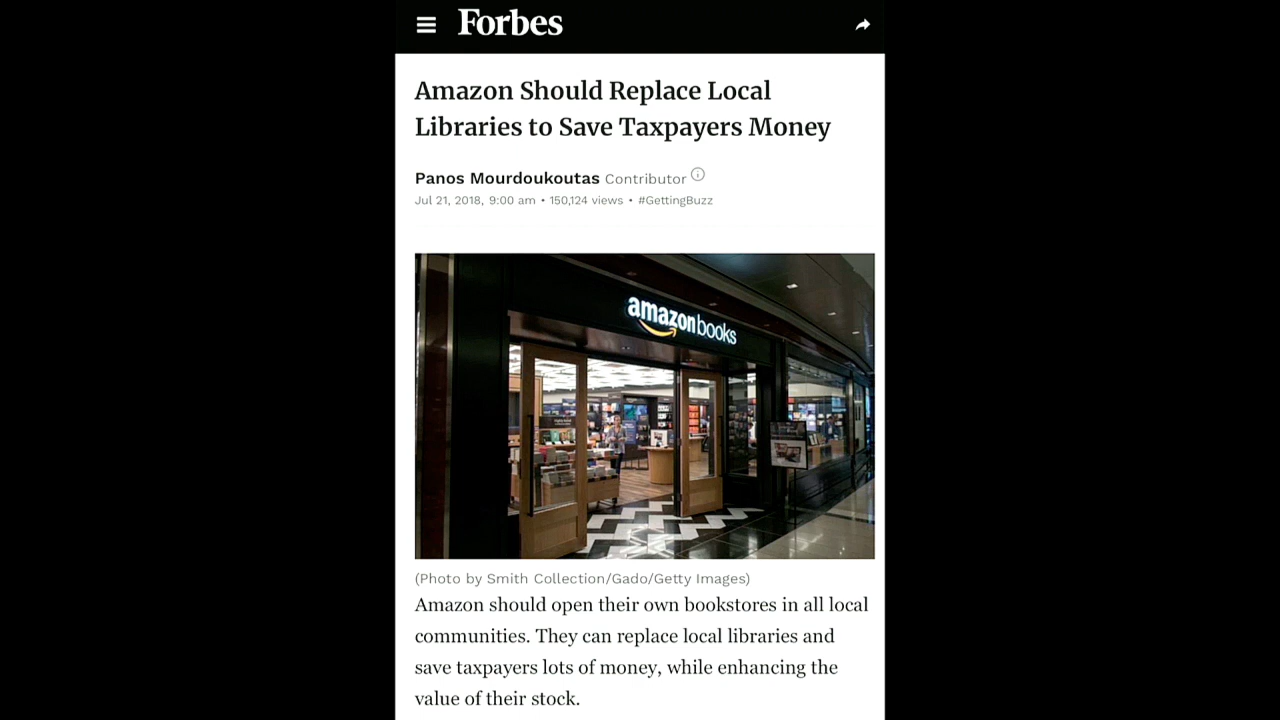 Forbes
Amazon Should Replace Local
Libraries to Save Taxpayers Money
Panos Mourdoukoutas Contributor
Jul 21, 2018, 9:00 am • 150,124 views • #GettingBuzz
amazonbooks
(Photo by Smith Collection/Gado/Getty Images)
Amazon should open their own bookstores in all local
communities. They can replace local libraries and
save taxpayers lots of money, while enhancing the
value of their stock.